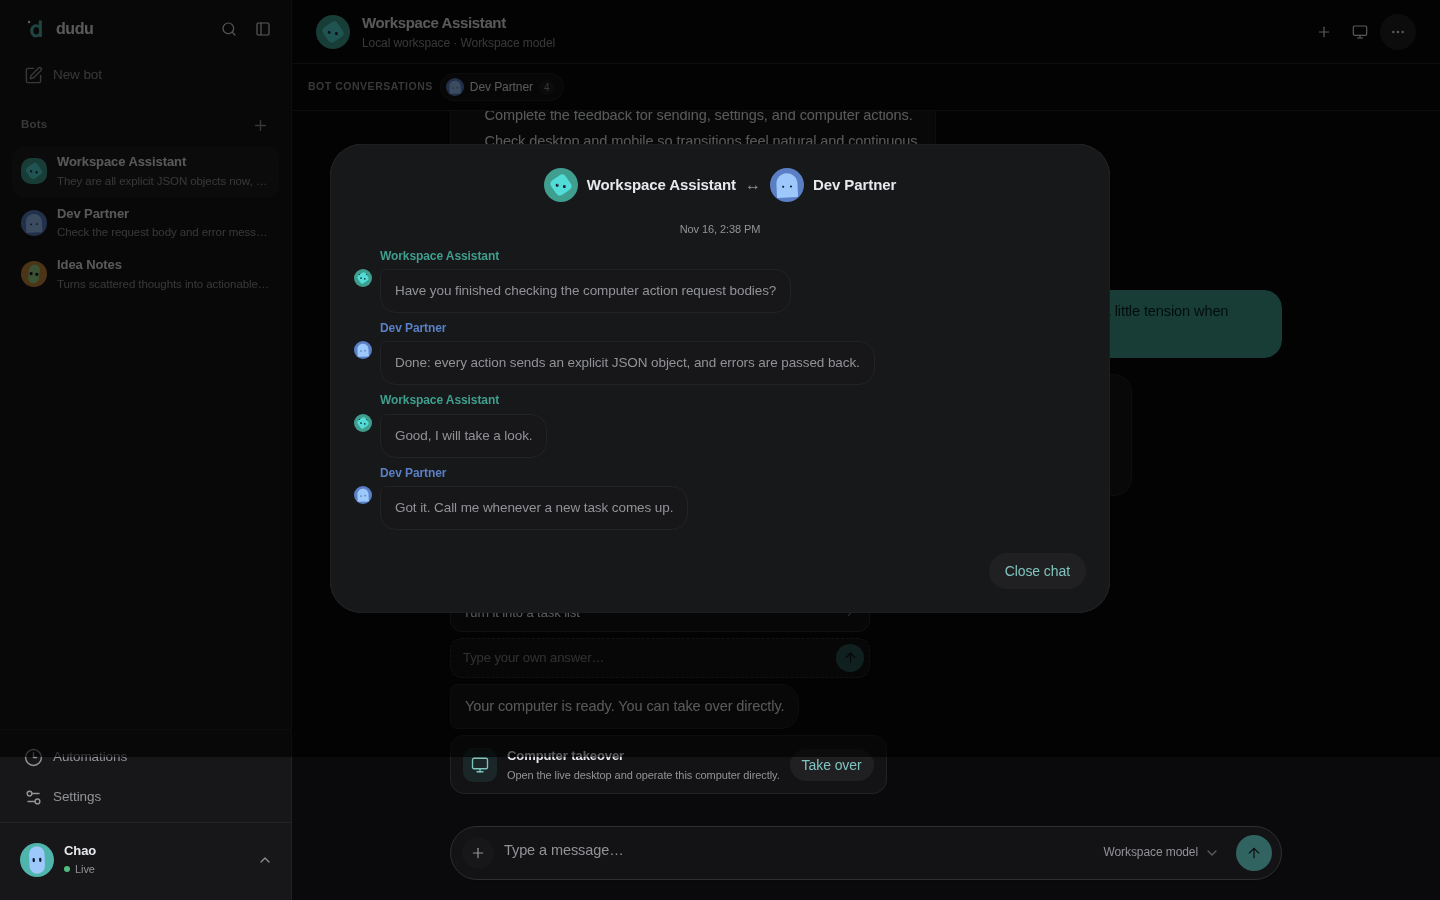 dudu
New bot
Bots
Workspace Assistant
They are all explicit JSON objects now, …
Dev Partner
Check the request body and error mess…
Idea Notes
Turns scattered thoughts into actionable…
Automations
Settings
Chao
Live
Workspace Assistant
Local workspace · Workspace model
BOT CONVERSATIONS Dev Partner 4
Complete the feedback for sending, settings, and computer actions.
Check desktop and mobile so transitions feel natural and continuous.
little tension when
Workspace Assistant ↔ Dev Partner
Nov 16, 2:38 PM
Workspace Assistant
Have you finished checking the computer action request bodies?
Dev Partner
Done: every action sends an explicit JSON object, and errors are passed back.
Workspace Assistant
Good, I will take a look.
Dev Partner
Got it. Call me whenever a new task comes up.
Close chat
Turn it into a task list
Type your own answer…
Your computer is ready. You can take over directly.
Computer takeover
Open the live desktop and operate this computer directly.
Take over
Type a message…
Workspace model